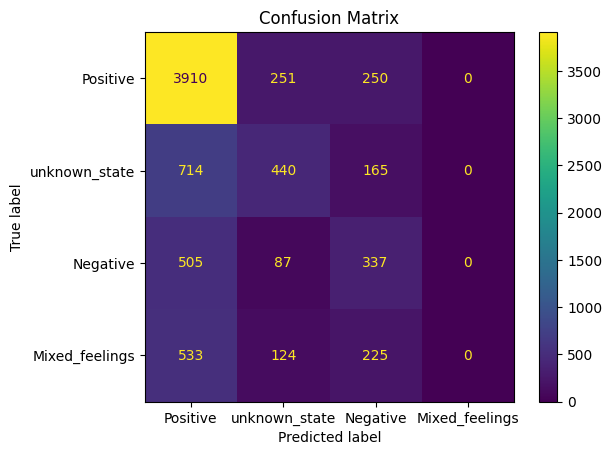 Confusion Matrix
True label
Positive 3910 251 250 0
unknown_state 714 440 165 0
Negative 505 87 337 0
Mixed_feelings 533 124 225 0
Positive unknown_state Negative Mixed_feelings
Predicted label
3500
3000
2500
2000
1500
1000
500
0